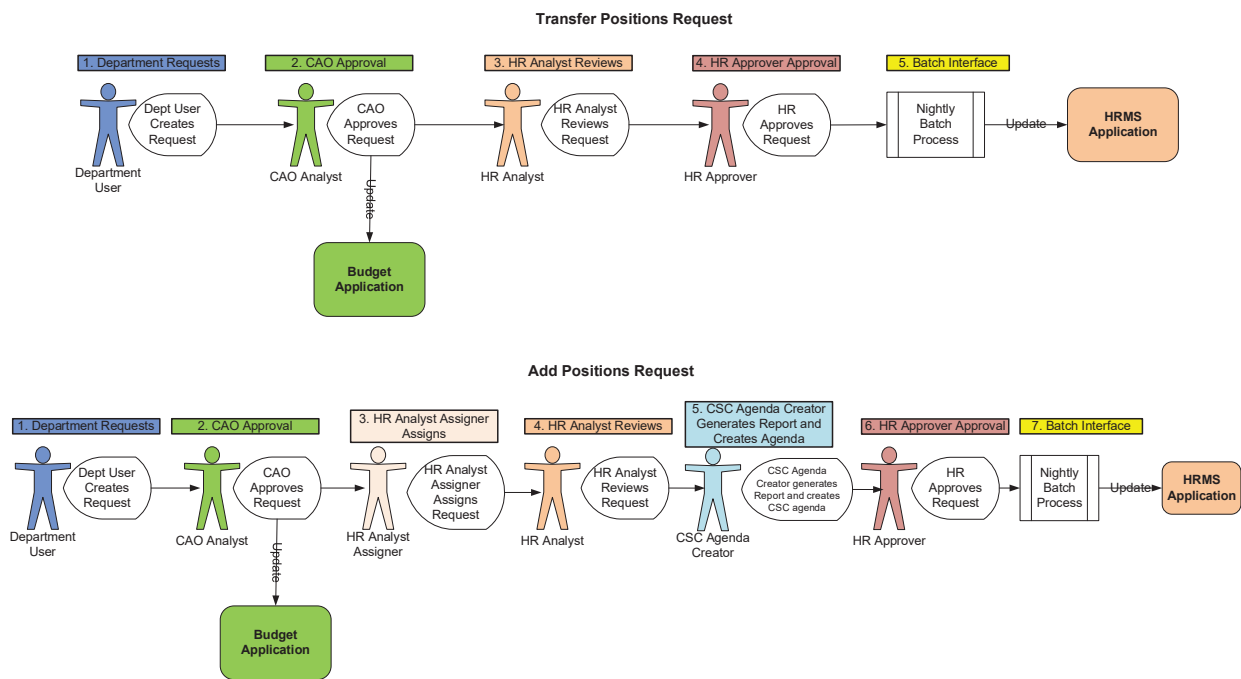 Transfer Positions Request
1. Department Requests
2. CAO Approval
3. HR Analyst Reviews
4. HR Approver Approval
5. Batch Interface
Dept User
Creates
Request
Department
User
CAO
Approves
Request
CAO Analyst
Update
Budget
Application
HR Analyst
Reviews
Request
HR Analyst
HR
Approves
Request
HR Approver
Nightly
Batch
Process
Update
HRMS
Application
Add Positions Request
1. Department Requests
2. CAO Approval
3. HR Analyst Assigner
Assigns
4. HR Analyst Reviews
5. CSC Agenda Creator
Generates Report and
Creates Agenda
6. HR Approver Approval
7. Batch Interface
Dept User
Creates
Request
Department
User
CAO
Approves
Request
CAO Analyst
Update
Budget
Application
HR Analyst
Assigner
Assigns
Request
HR Analyst
Assigner
HR Analyst
Reviews
Request
HR Analyst
CSC Agenda
Creator generates
Report and creates
CSC agenda
CSC Agenda
Creator
HR
Approves
Request
HR Approver
Nightly
Batch
Process
Update
HRMS
Application